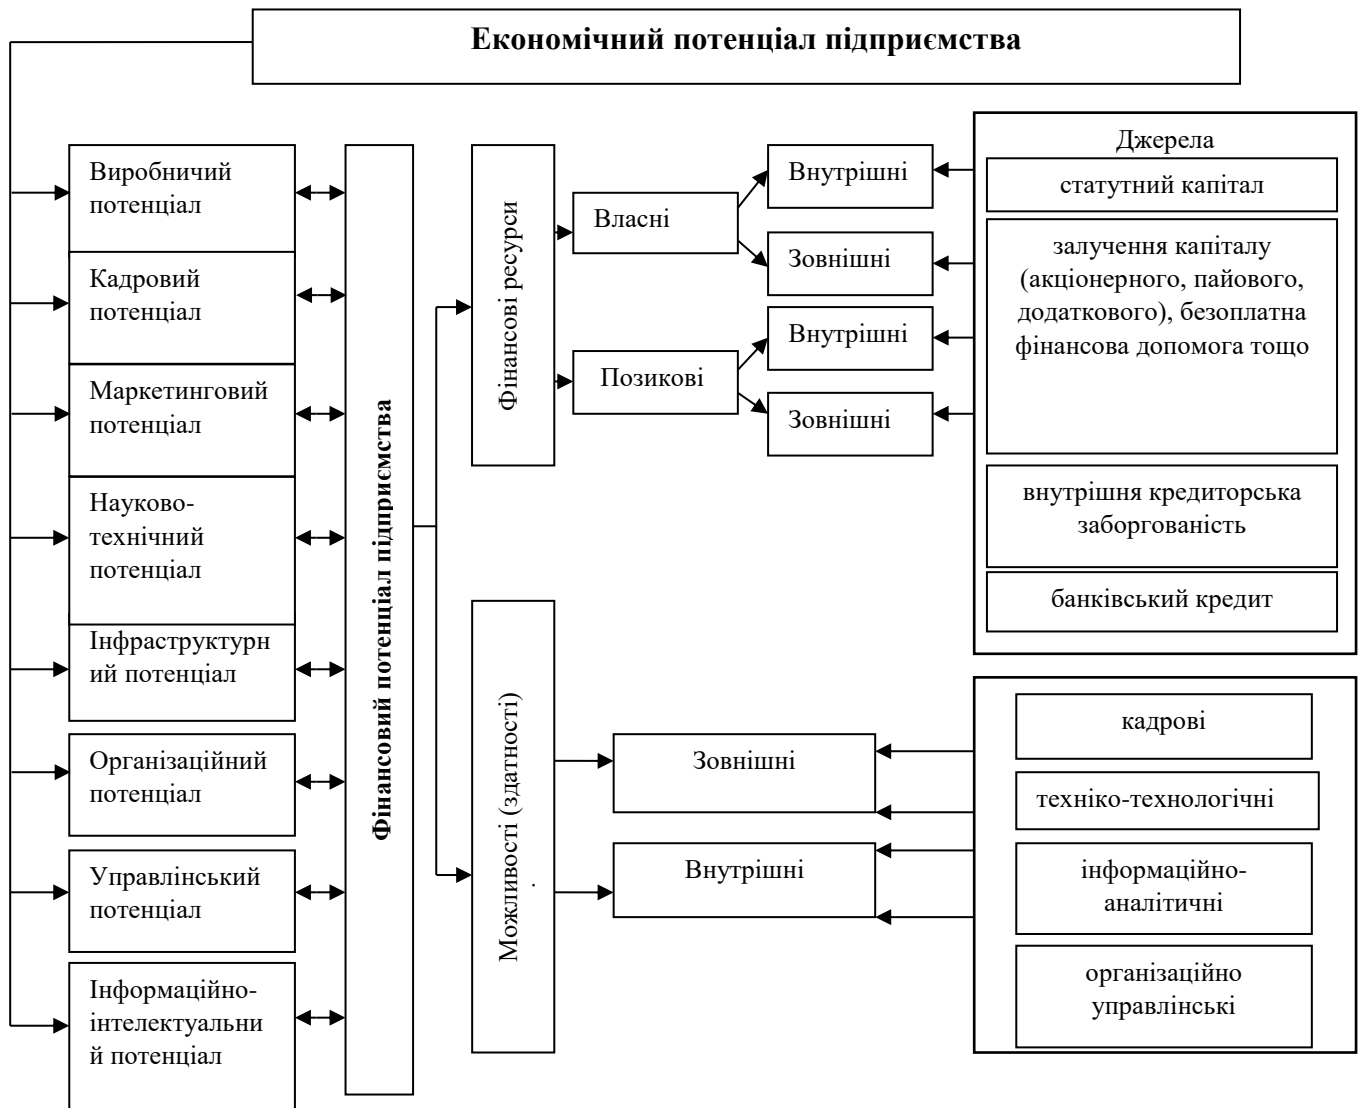 Економічний потенціал підприємства
Виробничий
потенціал
Кадровий
потенціал
Маркетинговий
потенціал
Науково-
технічний
потенціал
Інфраструктурн
ий потенціал
Організаційний
потенціал
Управлінський
потенціал
Інформаційно-
інтелектуальни
й потенціал
Фінансовий потенціал підприємства
Фінансові ресурси
Власні
Позикові
Внутрішні
Зовнішні
Внутрішні
Зовнішні
Джерела
статутний капітал
залучення капіталу
(акціонерного, пайового,
додаткового), безоплатна
фінансова допомога тощо
внутрішня кредиторська
заборгованість
банківський кредит
Можливості (здатності)
Зовнішні
Внутрішні
.
кадрові
техніко-технологічні
інформаційно-
аналітичні
організаційно
управлінські